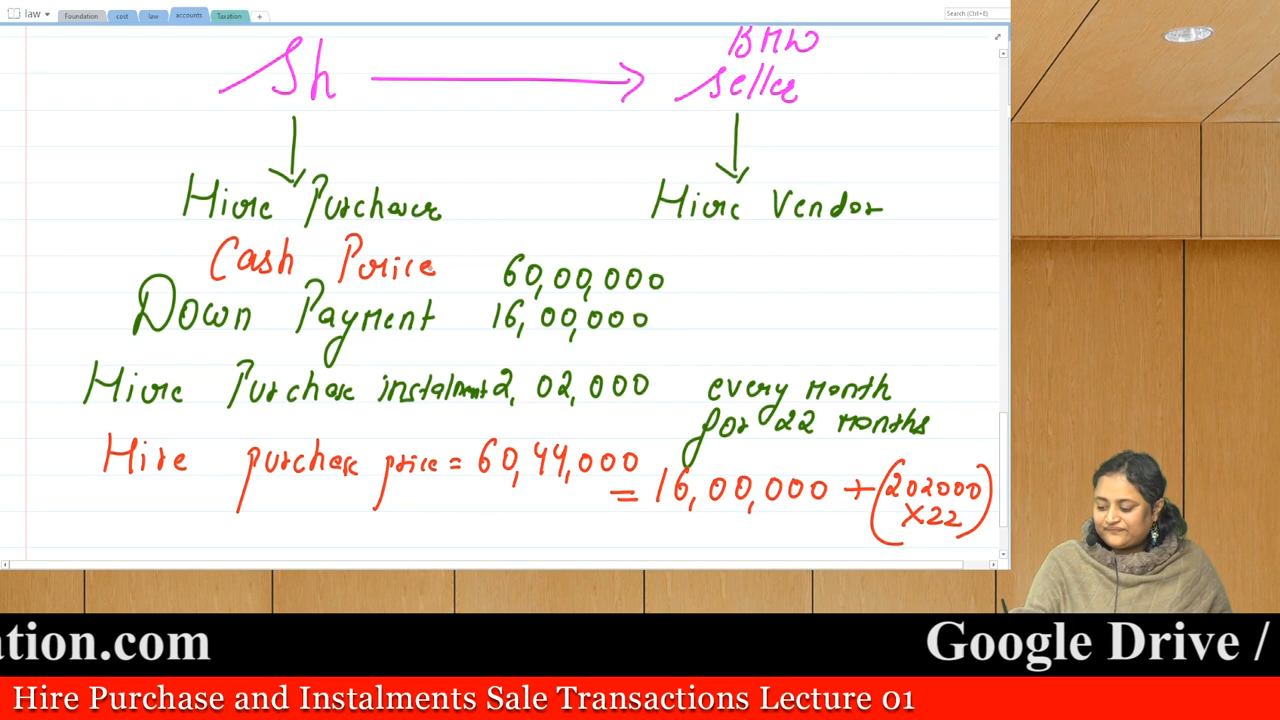 law
Foundation cost law accounts Taxation +
Search (Ctrl+E)
Sh BMW seller
Hire Purchaser Hire Vendor
Cash Price 60,00,000
Down Payment 16,00,000
Hire Purchase instalment 2,02,000 every month for 22 months
Hire purchase price = 60,44,000
= 16,00,000 + (202000 X22)
ation.com Google Drive /
Hire Purchase and Instalments Sale Transactions Lecture 01